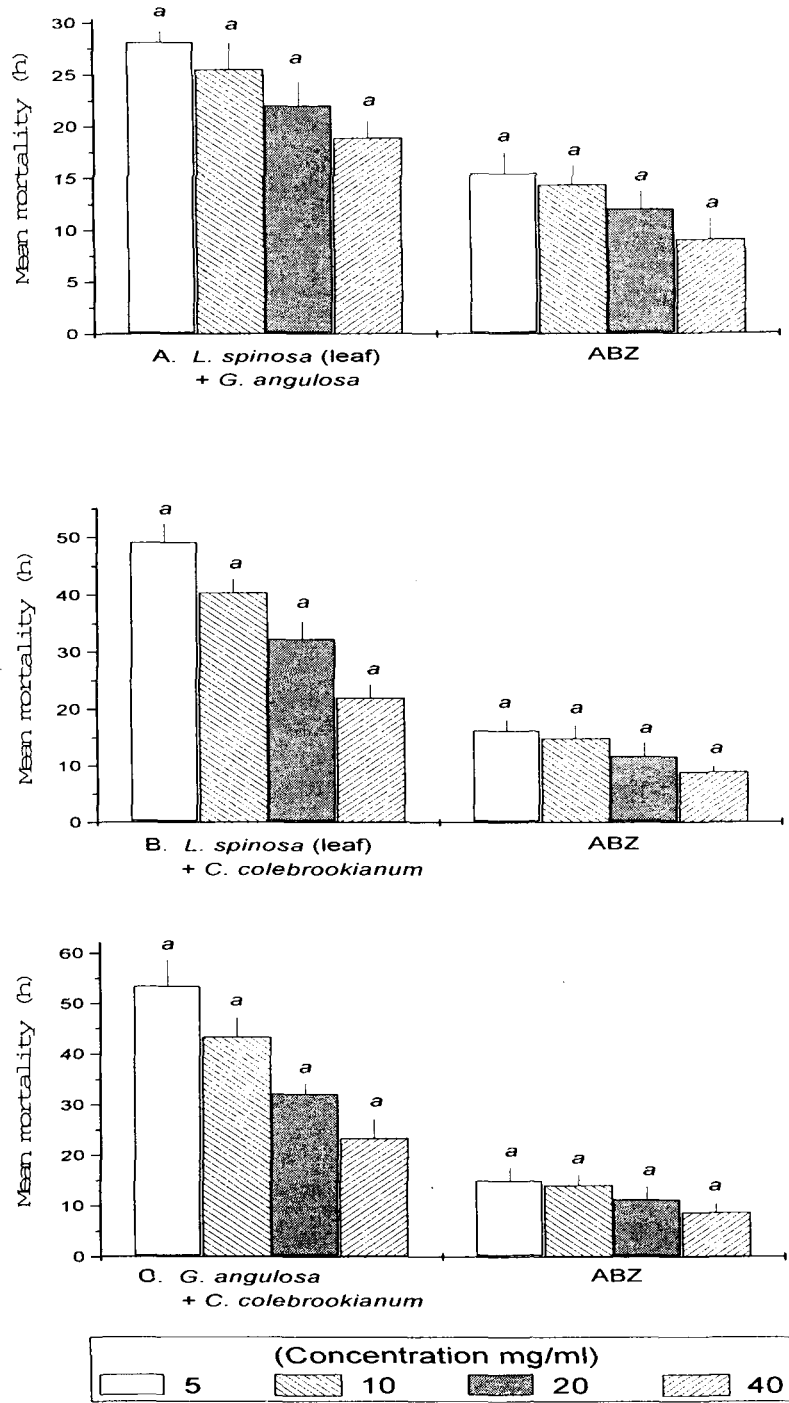 Mean mortality (h)
30
25
20
15
10
5
0
a a a a a a a a
A. L. spinosa (leaf)
+ G. angulosa
ABZ
Mean mortality (h)
50
40
30
20
10
0
a a a a a a a a
B. L. spinosa (leaf)
+ C. colebrookianum
ABZ
Mean mortality (h)
60
50
40
30
20
10
0
a a a a a a a a
C. G. angulosa
+ C. colebrookianum
ABZ
(Concentration mg/ml)
5 10 20 40